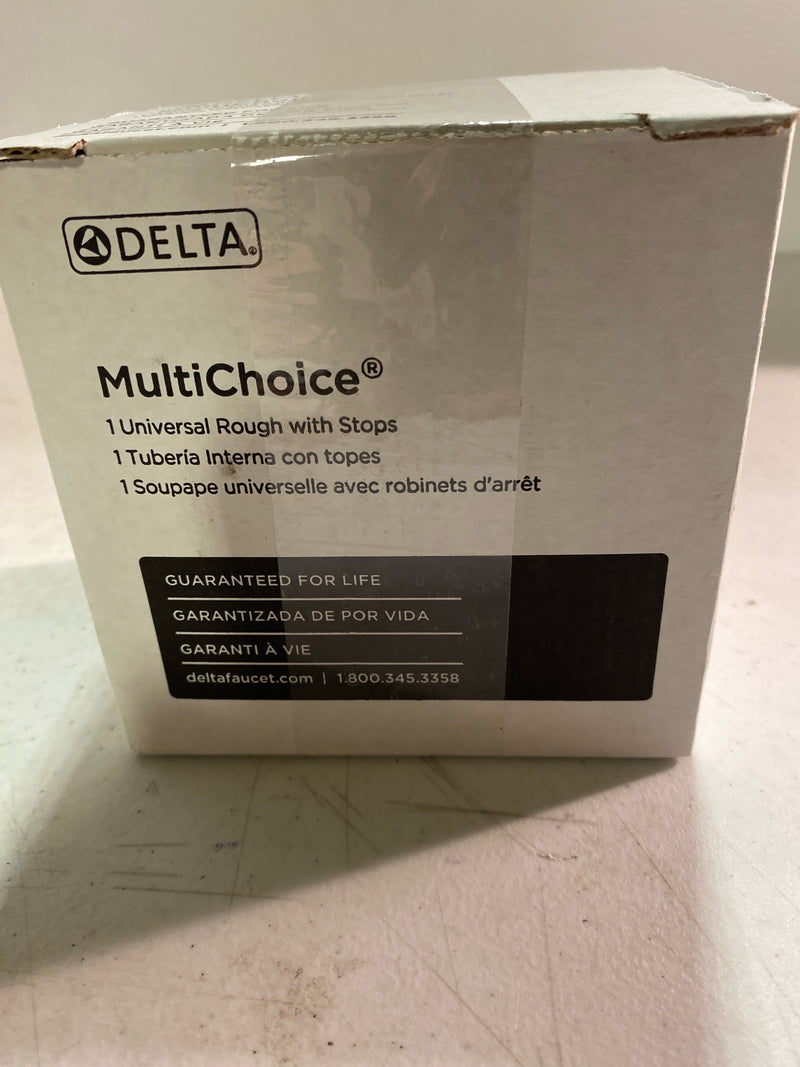 DELTA®
MultiChoice®
1 Universal Rough with Stops
1 Tubería Interna con topes
1 Soupape universelle avec robinets d'arrêt
GUARANTEED FOR LIFE
GARANTIZADA DE POR VIDA
GARANTI À VIE
deltafaucet.com | 1.800.345.3358